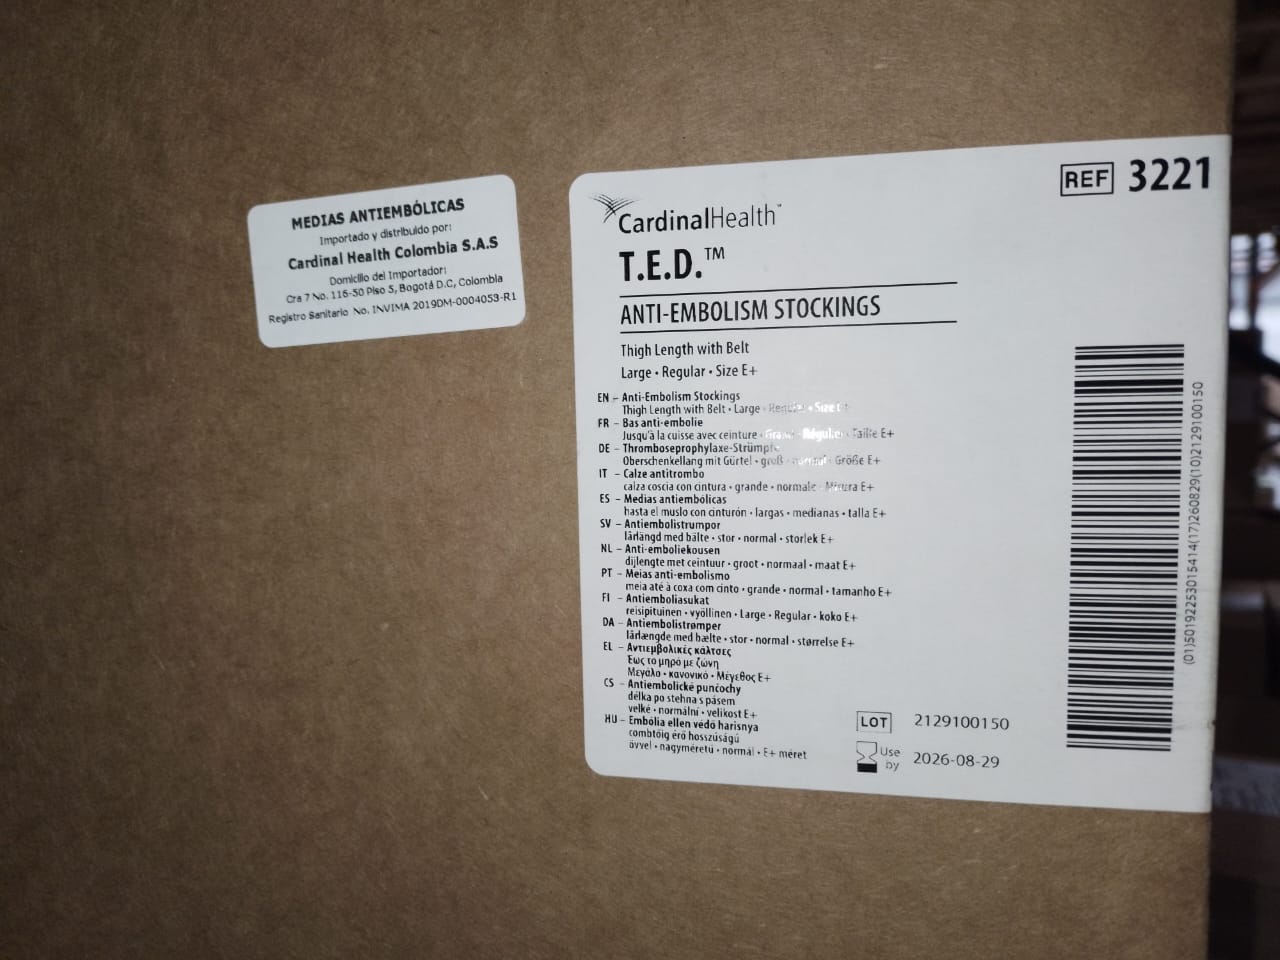 MEDIAS ANTIEMBÓLICAS
Importado y distribuido por:
Cardinal Health Colombia S.A.S
Domicilio del Importador:
Cra 7 No. 116-50 Piso 5, Bogotá D.C, Colombia
Registro Sanitario No. INVIMA 2019DM-0004053-R1
REF 3221
CardinalHealth™
T.E.D.™
ANTI-EMBOLISM STOCKINGS
Thigh Length with Belt
Large • Regular • Size E+
EN – Anti-Embolism Stockings
Thigh Length with Belt • Large • Regular • Size
FR – Bas anti-embolie
Jusqu'à la cuisse avec ceinture • Grand • Régulier • Taille E+
DE – Thromboseprophylaxe-Strümpfe
Oberschenkellang mit Gürtel • groß • normal • Größe E+
IT – Calze antitrombo
calza coscia con cintura • grande • normale • Misura E+
ES – Medias antiembólicas
hasta el muslo con cinturón • largas • medianas • talla E+
SV – Antiembolistrumpor
lårlängd med bälte • stor • normal • storlek E+
NL – Anti-emboliekousen
dijlengte met ceintuur • groot • normaal • maat E+
PT – Meias anti-embolismo
meia até à coxa com cinto • grande • normal • tamanho E+
FI – Antiemboliasukat
reisipituinen • vyöllinen • Large • Regular • koko E+
DA – Antiembolistrømper
lårlængde med bælte • stor • normal • størrelse E+
EL – Αντιεμβολικές κάλτσες
Εως το μηρό με ζώνη
Μεγάλο • κανονικό • Μέγεθος E+
CS – Antiembolické punčochy
délka po stehna s pásem
velké • normální • velikost E+
HU – Embólia ellen védő harisnya
combtőig érő hosszúságú
övvel • nagyméretű • normál • E+ méret
LOT 2129100150
Use by 2026-08-29
(01)50192253015414(17)260829(10)2129100150